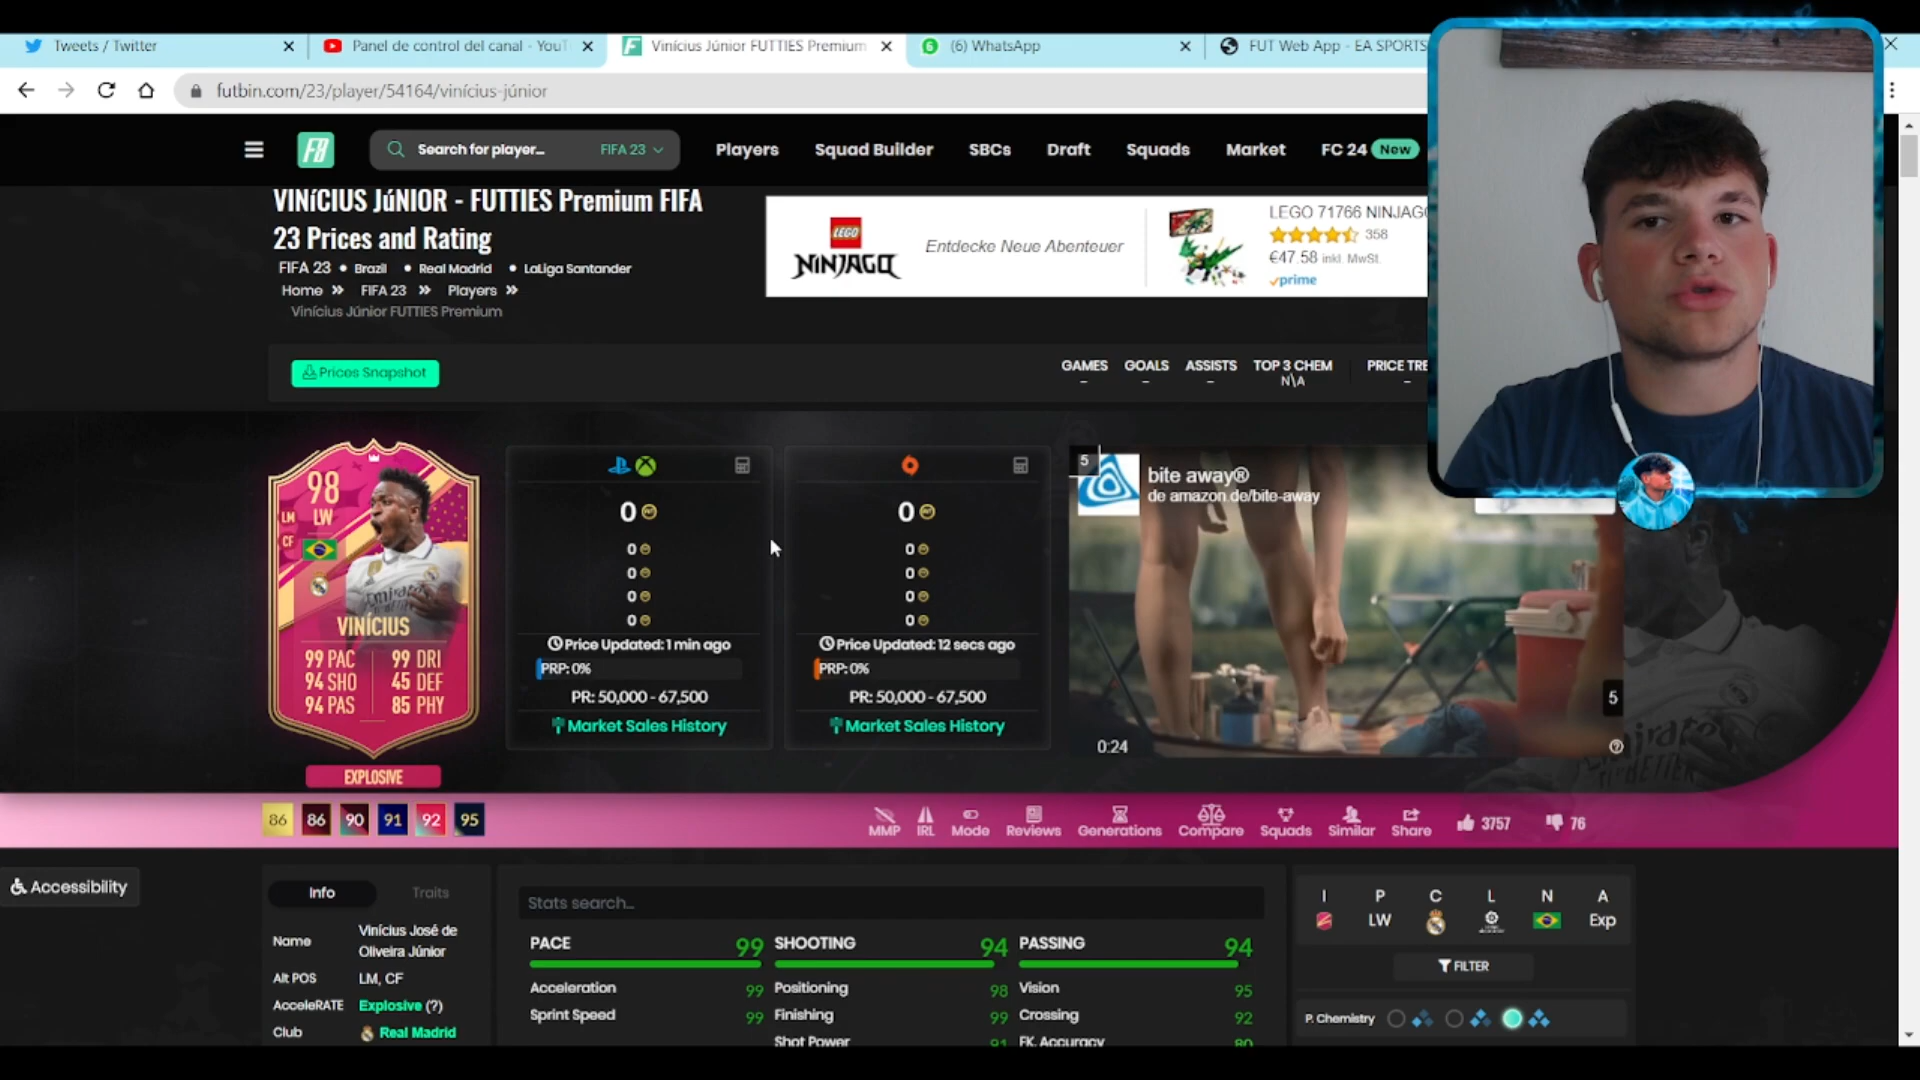 Tweets / Twitter
Panel de control del canal - YouT
Vinícius Júnior FUTTIES Premium
(6) WhatsApp
FUT Web App - EA SPORTS
futbin.com/23/player/54164/vinícius-júnior
Search for player...
FIFA 23
Players
Squad Builder
SBCs
Draft
Squads
Market
FC 24 New
VINíCIUS JúNIOR - FUTTIES Premium FIFA
23 Prices and Rating
FIFA 23 • Brazil • Real Madrid • LaLiga Santander
Home » FIFA 23 » Players »
Vinícius Júnior FUTTIES Premium
LEGO
NINJAGO
Entdecke Neue Abenteuer
LEGO 71766 NINJAGO
358
€47.58 inkl. MwSt.
prime
Prices Snapshot
GAMES
-
GOALS
-
ASSISTS
-
TOP 3 CHEM
N\A
PRICE TRE
-
98
LW
LM
CF
VINÍCIUS
99 PAC 99 DRI
94 SHO 45 DEF
94 PAS 85 PHY
EXPLOSIVE
0
0
0
0
0
Price Updated: 1 min ago
PRP: 0%
PR: 50,000 - 67,500
Market Sales History
0
0
0
0
0
Price Updated: 12 secs ago
PRP: 0%
PR: 50,000 - 67,500
Market Sales History
5
bite away®
de amazon.de/bite-away
5
0:24
86 86 90 91 92 95
MMP
IRL
Mode
Reviews
Generations
Compare
Squads
Similar
Share
3757
76
Accessibility
Info
Traits
Name Vinícius José de
Oliveira Júnior
Alt POS LM, CF
AcceleRATE Explosive (?)
Club Real Madrid
Stats search...
PACE 99
Acceleration 99
Sprint Speed 99
SHOOTING 94
Positioning 98
Finishing 99
Shot Power 91
PASSING 94
Vision 95
Crossing 92
FK. Accuracy 80
I P C L N A
LW Exp
FILTER
P. Chemistry